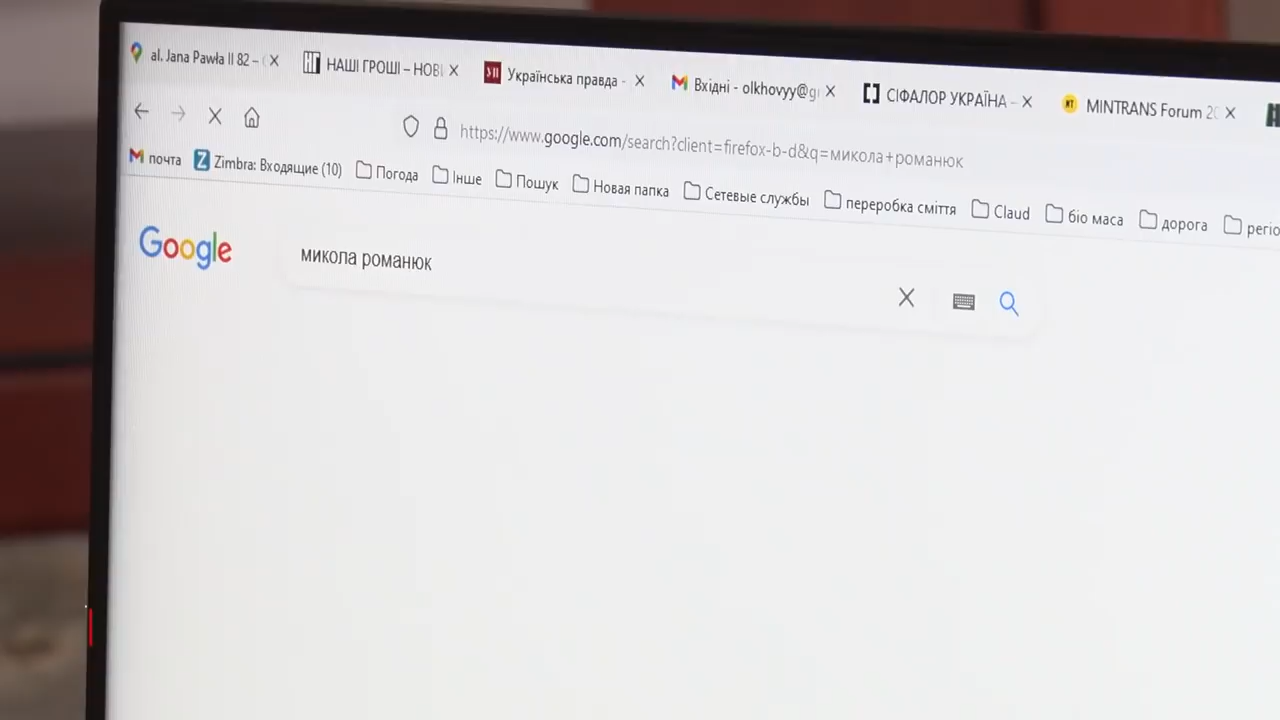 al. Jana Pawła II 82 –
НАШІ ГРОШІ – НОВІ
Українська правда -
Вхідні - olkhovyy@g
СІФАЛОР УКРАЇНА –
MINTRANS Forum 20
https://www.google.com/search?client=firefox-b-d&q=микола+романюк
почта
Zimbra: Входящие (10)
Погода
Інше
Пошук
Новая папка
Сетевые службы
переробка сміття
Claud
біо маса
дорога
регіо
Google
микола романюк